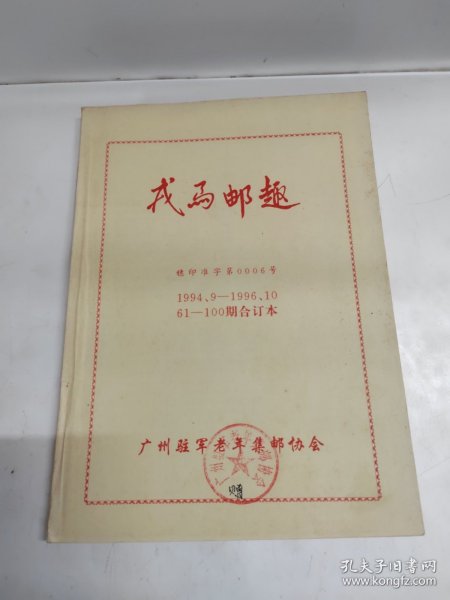 戎马邮趣
穗印准字第0006号
1994、9—1996、10
61—100期合订本
广州驻军老年集邮协会
赠
孔夫子旧书网
www.kongfz.com